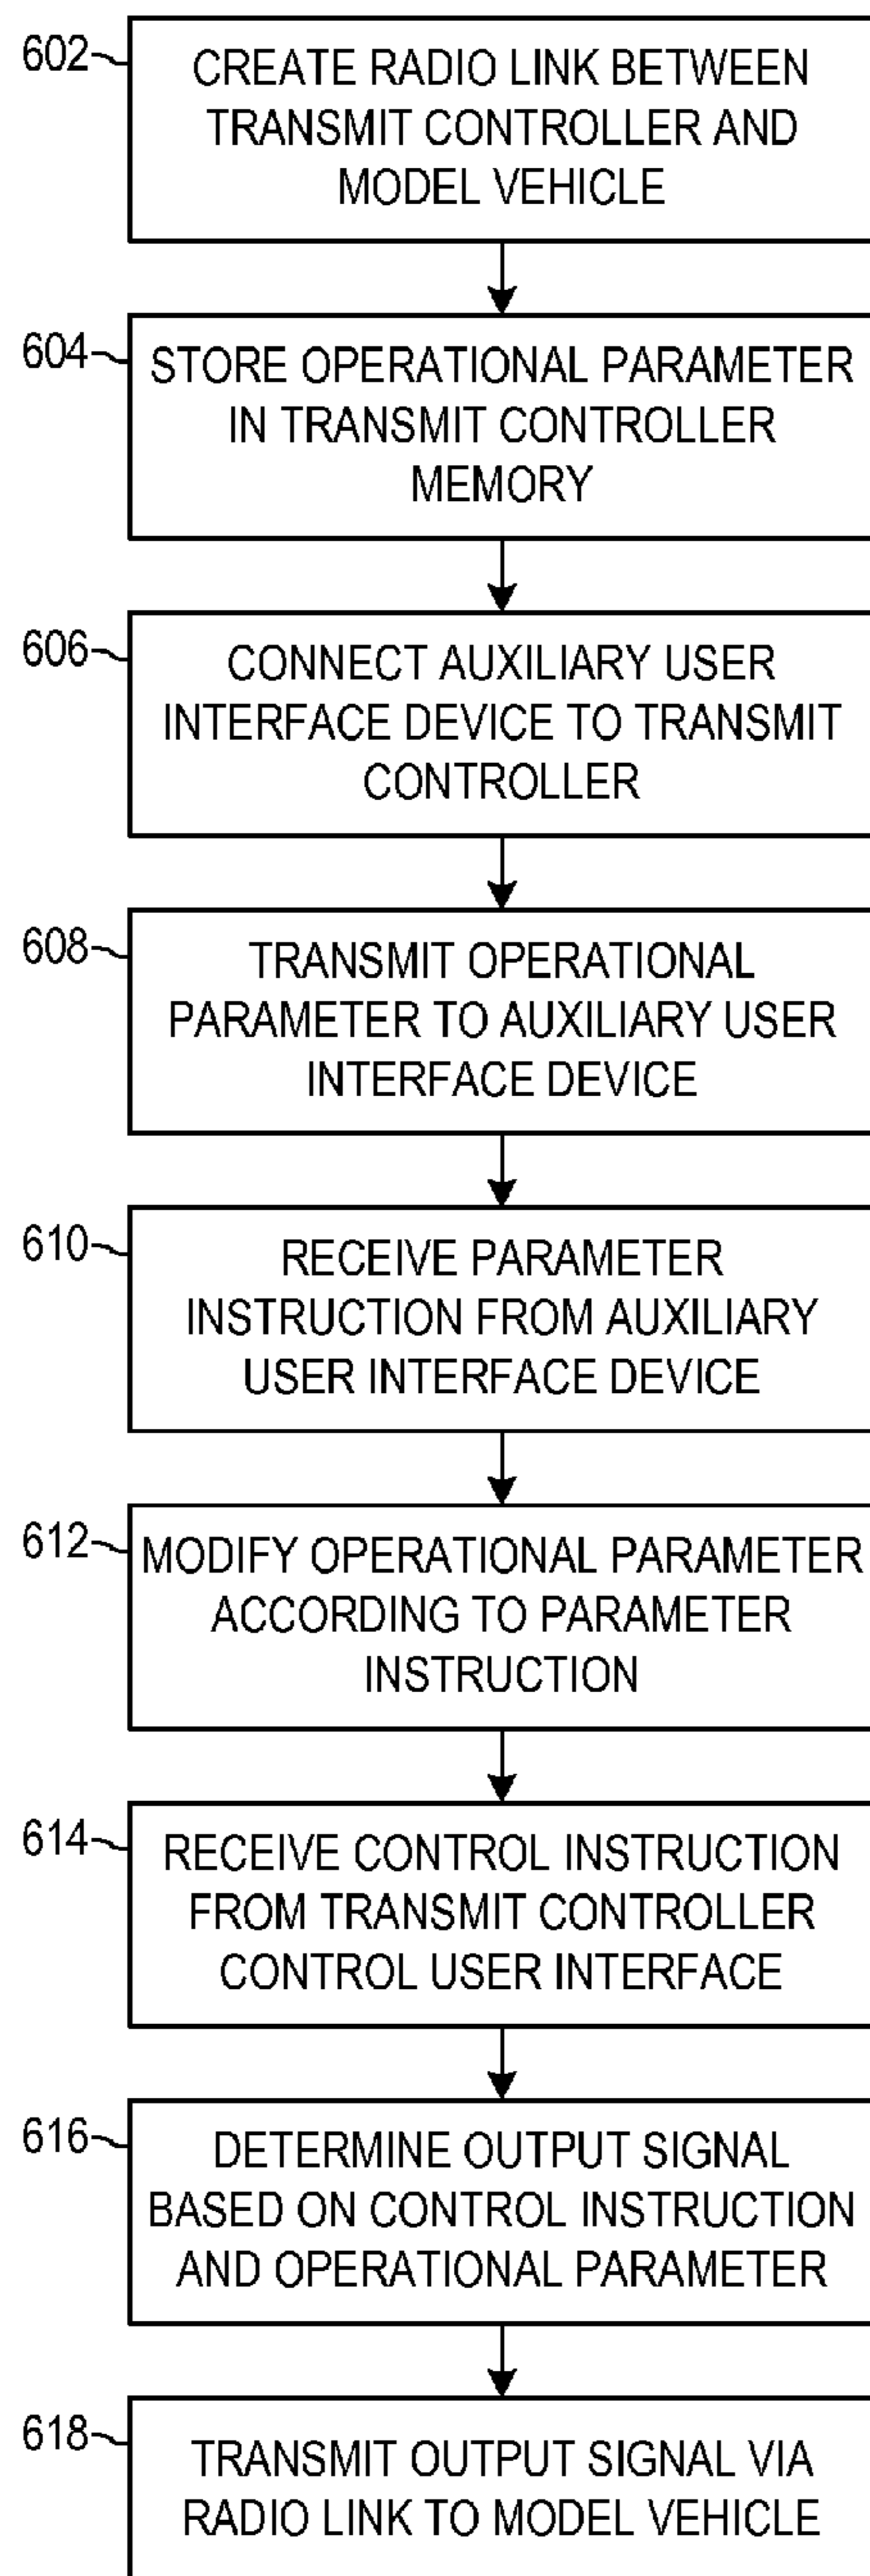 602
CREATE RADIO LINK BETWEEN
TRANSMIT CONTROLLER AND
MODEL VEHICLE
604
STORE OPERATIONAL PARAMETER
IN TRANSMIT CONTROLLER
MEMORY
606
CONNECT AUXILIARY USER
INTERFACE DEVICE TO TRANSMIT
CONTROLLER
608
TRANSMIT OPERATIONAL
PARAMETER TO AUXILIARY USER
INTERFACE DEVICE
610
RECEIVE PARAMETER
INSTRUCTION FROM AUXILIARY
USER INTERFACE DEVICE
612
MODIFY OPERATIONAL PARAMETER
ACCORDING TO PARAMETER
INSTRUCTION
614
RECEIVE CONTROL INSTRUCTION
FROM TRANSMIT CONTROLLER
CONTROL USER INTERFACE
616
DETERMINE OUTPUT SIGNAL
BASED ON CONTROL INSTRUCTION
AND OPERATIONAL PARAMETER
618
TRANSMIT OUTPUT SIGNAL VIA
RADIO LINK TO MODEL VEHICLE